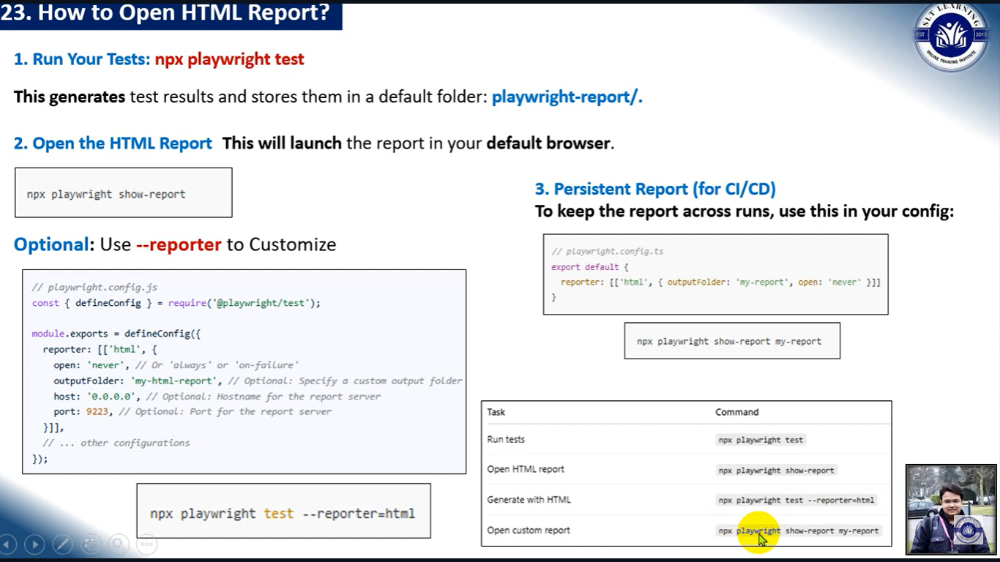 23. How to Open HTML Report?
SLT LEARNING
EST 2015
ONLINE TRAINING INSTITUTE
1. Run Your Tests: npx playwright test
This generates test results and stores them in a default folder: playwright-report/.
2. Open the HTML Report This will launch the report in your default browser.
npx playwright show-report
Optional: Use --reporter to Customize
// playwright.config.js
const { defineConfig } = require('@playwright/test');
module.exports = defineConfig({
reporter: [['html', {
open: 'never', // Or 'always' or 'on-failure'
outputFolder: 'my-html-report', // Optional: Specify a custom output folder
host: '0.0.0.0', // Optional: Hostname for the report server
port: 9223, // Optional: Port for the report server
}]],
// ... other configurations
});
npx playwright test --reporter=html
3. Persistent Report (for CI/CD)
To keep the report across runs, use this in your config:
// playwright.config.ts
export default {
reporter: [['html', { outputFolder: 'my-report', open: 'never' }]]
}
npx playwright show-report my-report
Task Command
Run tests npx playwright test
Open HTML report npx playwright show-report
Generate with HTML npx playwright test --reporter=html
Open custom report npx playwright show-report my-report